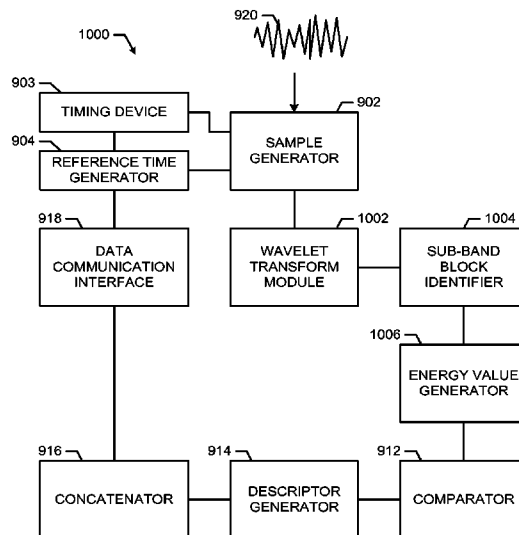 920
1000
903
902
TIMING DEVICE
904
SAMPLE
GENERATOR
REFERENCE TIME
GENERATOR
918
1002
1004
DATA
COMMUNICATION
INTERFACE
WAVELET
TRANSFORM
MODULE
SUB-BAND
BLOCK
IDENTIFIER
1006
ENERGY VALUE
GENERATOR
916
914
912
CONCATENATOR
DESCRIPTOR
GENERATOR
COMPARATOR